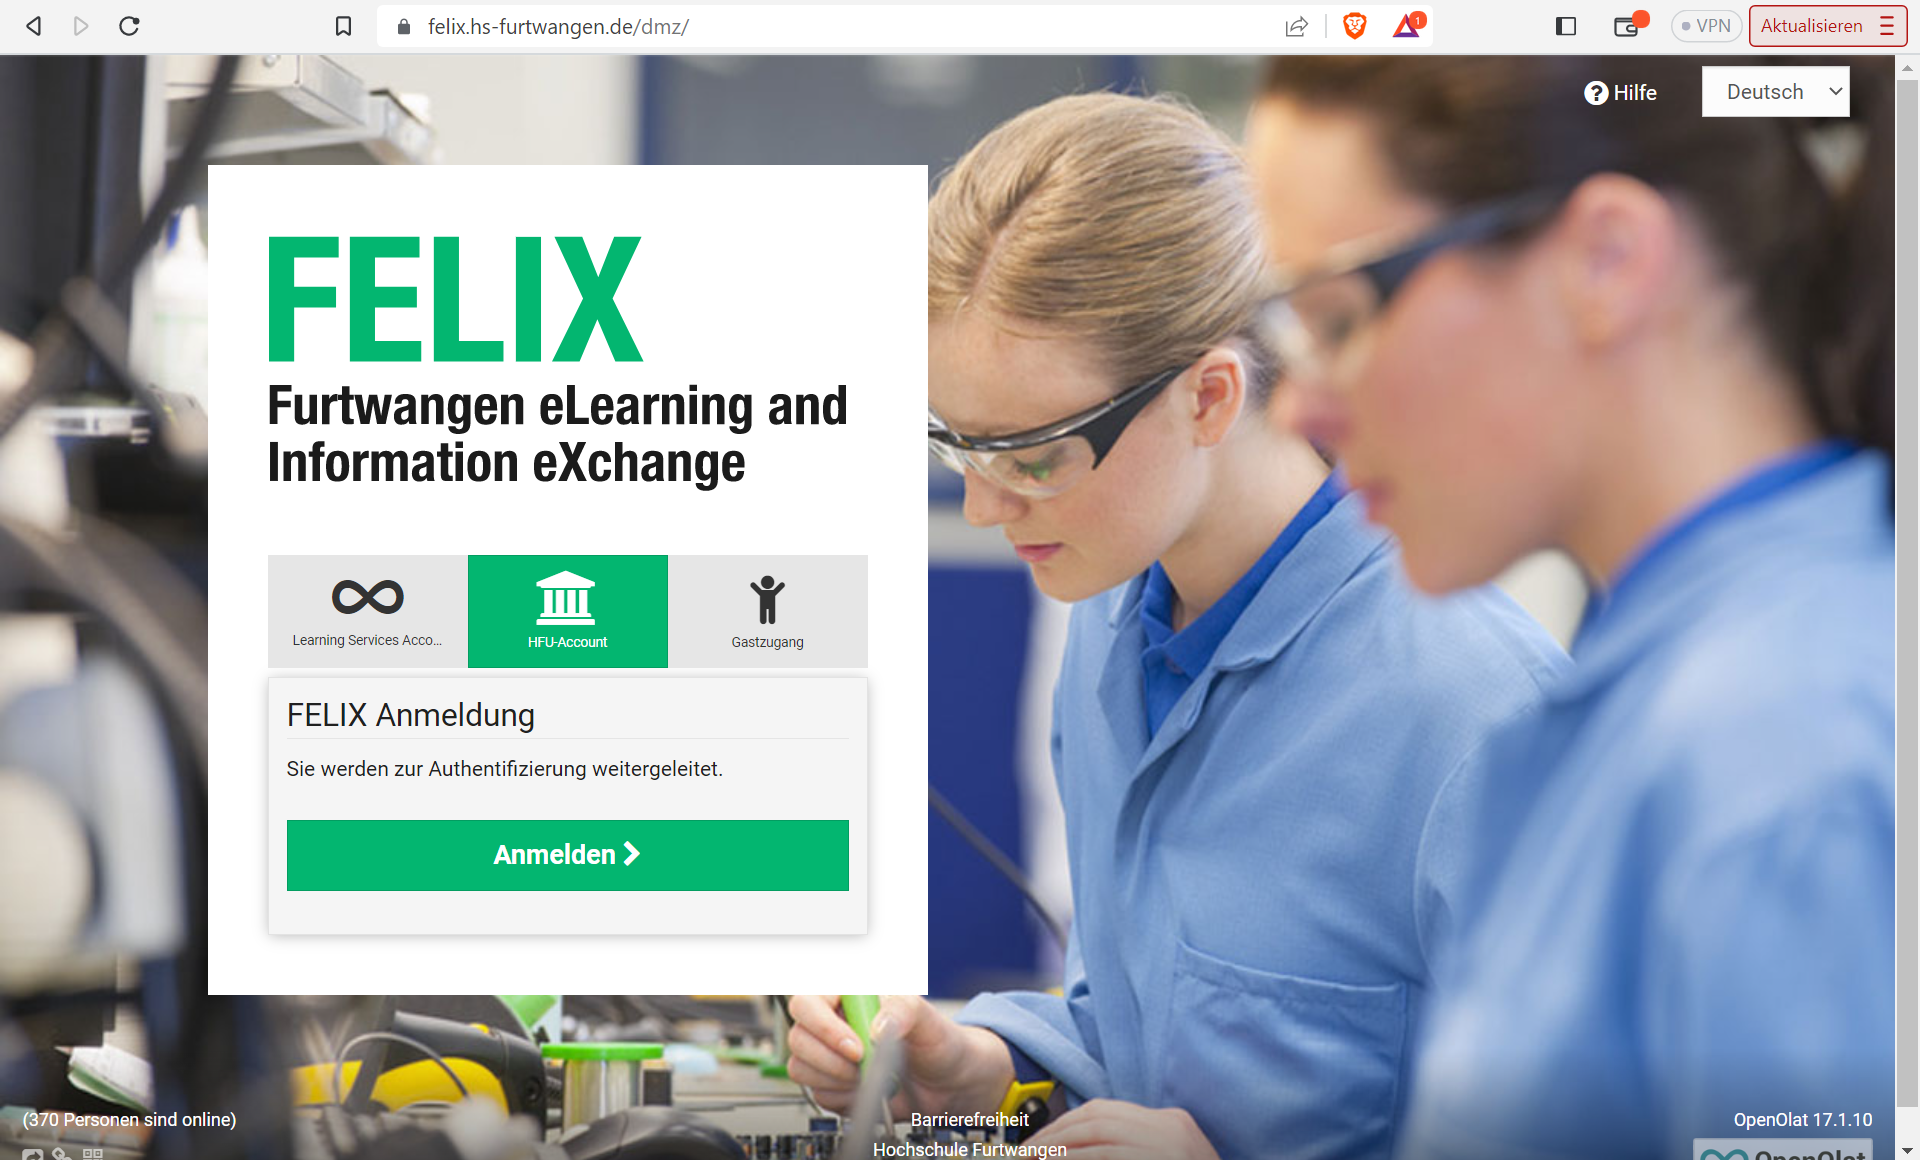 felix.hs-furtwangen.de/dmz/
1
VPN
Aktualisieren
Hilfe
Deutsch
FELIX
Furtwangen eLearning and
Information eXchange
Learning Services Acco...
HFU-Account
Gastzugang
FELIX Anmeldung
Sie werden zur Authentifizierung weitergeleitet.
Anmelden
(370 Personen sind online)
Barrierefreiheit
OpenOlat 17.1.10
Hochschule Furtwangen
OpenOlat